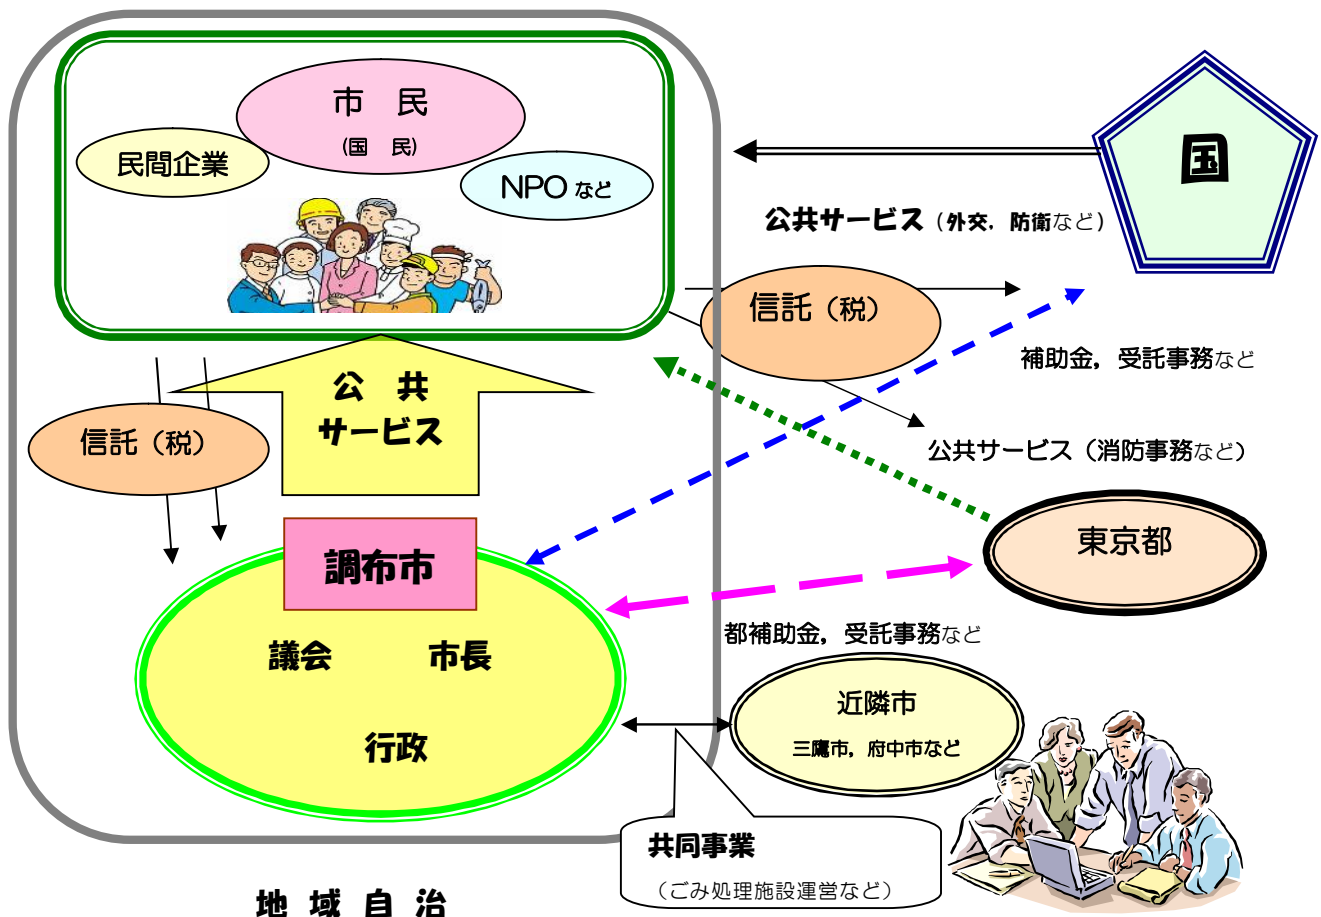 市 民
(国 民)
民間企業
NPO など
国
公共サービス（外交，防衛など）
信託（税）
補助金，受託事務など
公 共
サービス
信託（税）
公共サービス（消防事務など）
東京都
調布市
議会 市長
行政
都補助金，受託事務など
近隣市
三鷹市，府中市など
共同事業
（ごみ処理施設運営など）
地 域 自 治